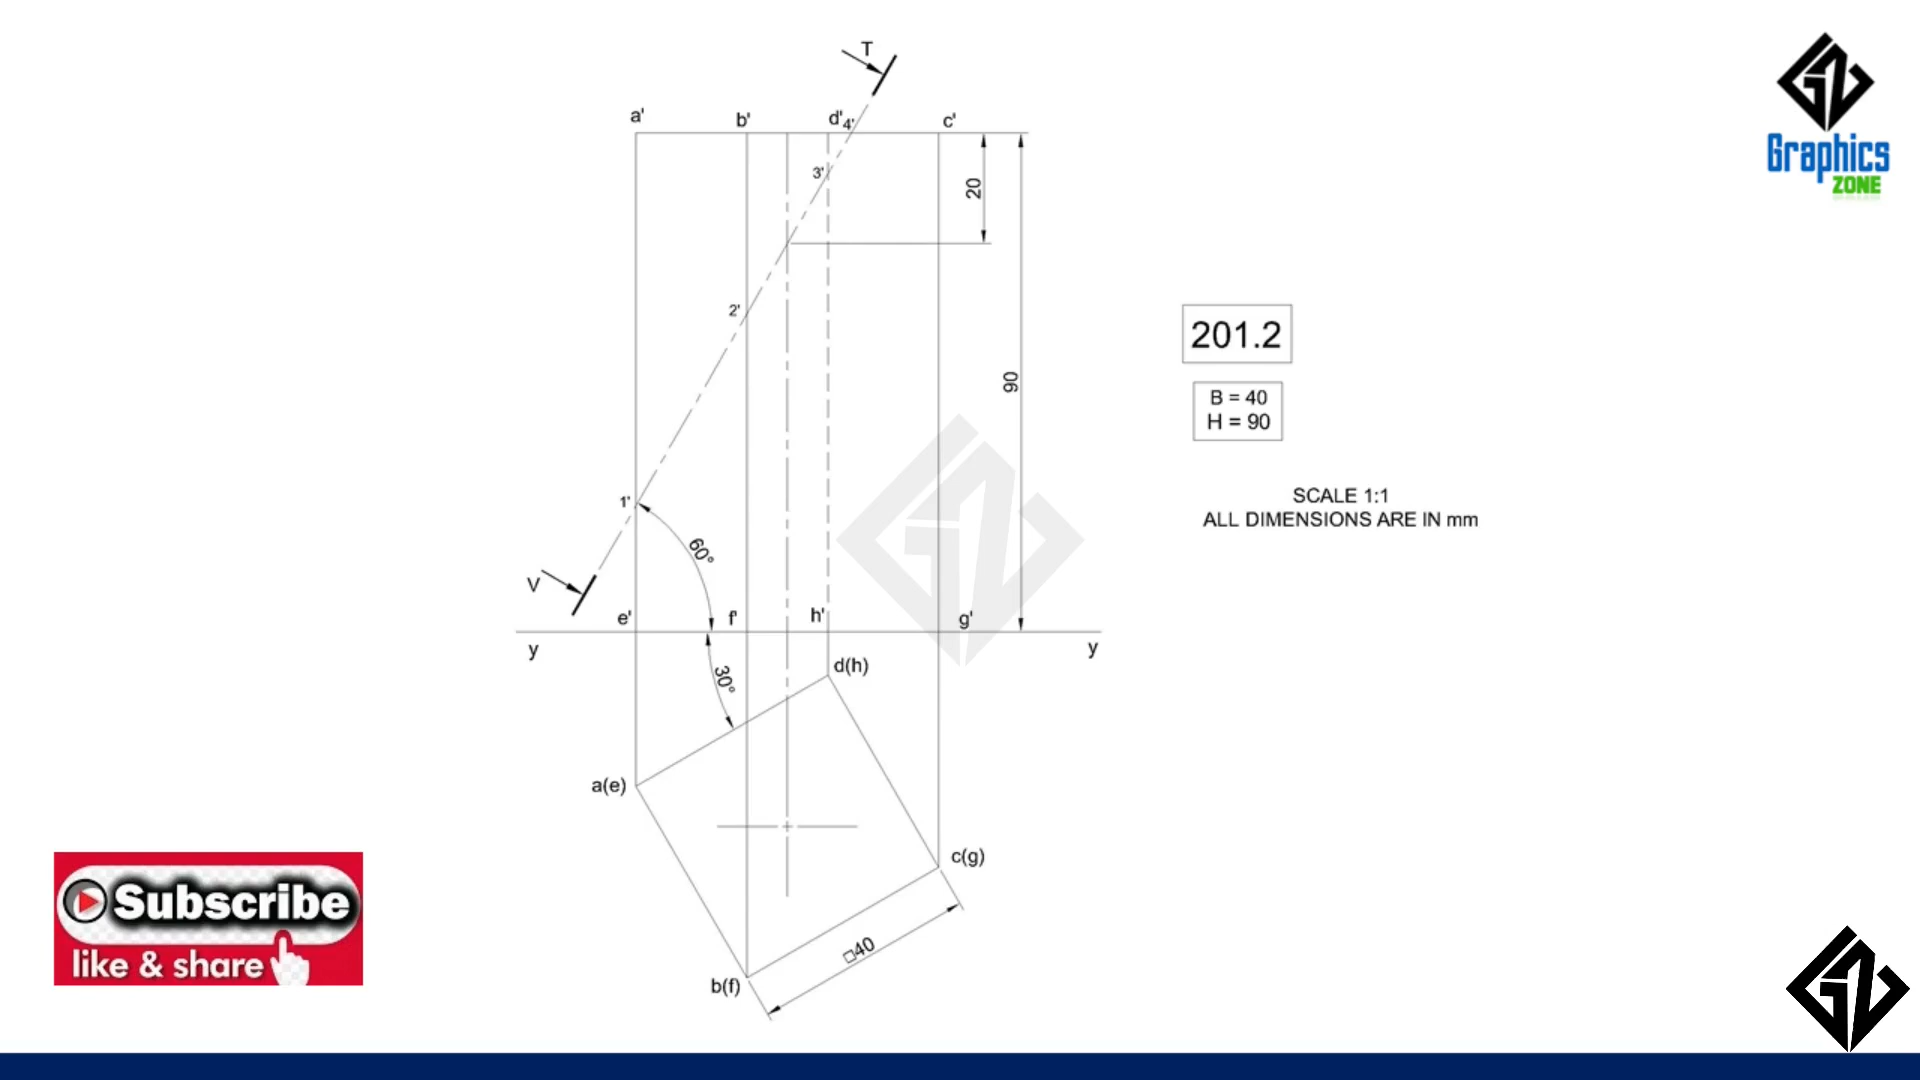 T
a'
b'
d'
4'
c'
3'
20
2'
90
1'
60°
V
e'
f'
h'
g'
y
y
30°
d(h)
a(e)
c(g)
□40
b(f)
201.2
B = 40
H = 90
SCALE 1:1
ALL DIMENSIONS ARE IN mm
Graphics
ZONE
Subscribe
like & share